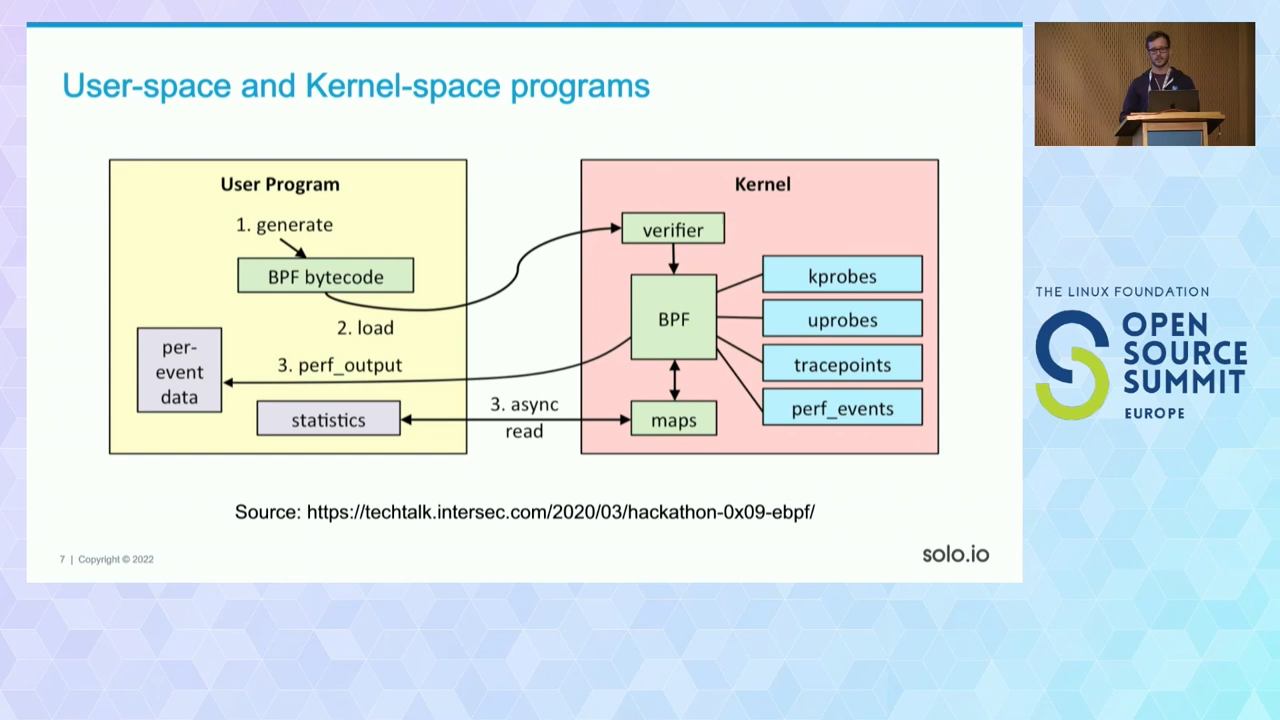 User-space and Kernel-space programs
User Program
1. generate
BPF bytecode
2. load
per-
event
data
3. perf_output
statistics
3. async
read
Kernel
verifier
BPF
maps
kprobes
uprobes
tracepoints
perf_events
Source: https://techtalk.intersec.com/2020/03/hackathon-0x09-ebpf/
7 | Copyright © 2022
solo.io
THE LINUX FOUNDATION
OPEN
SOURCE
SUMMIT
EUROPE